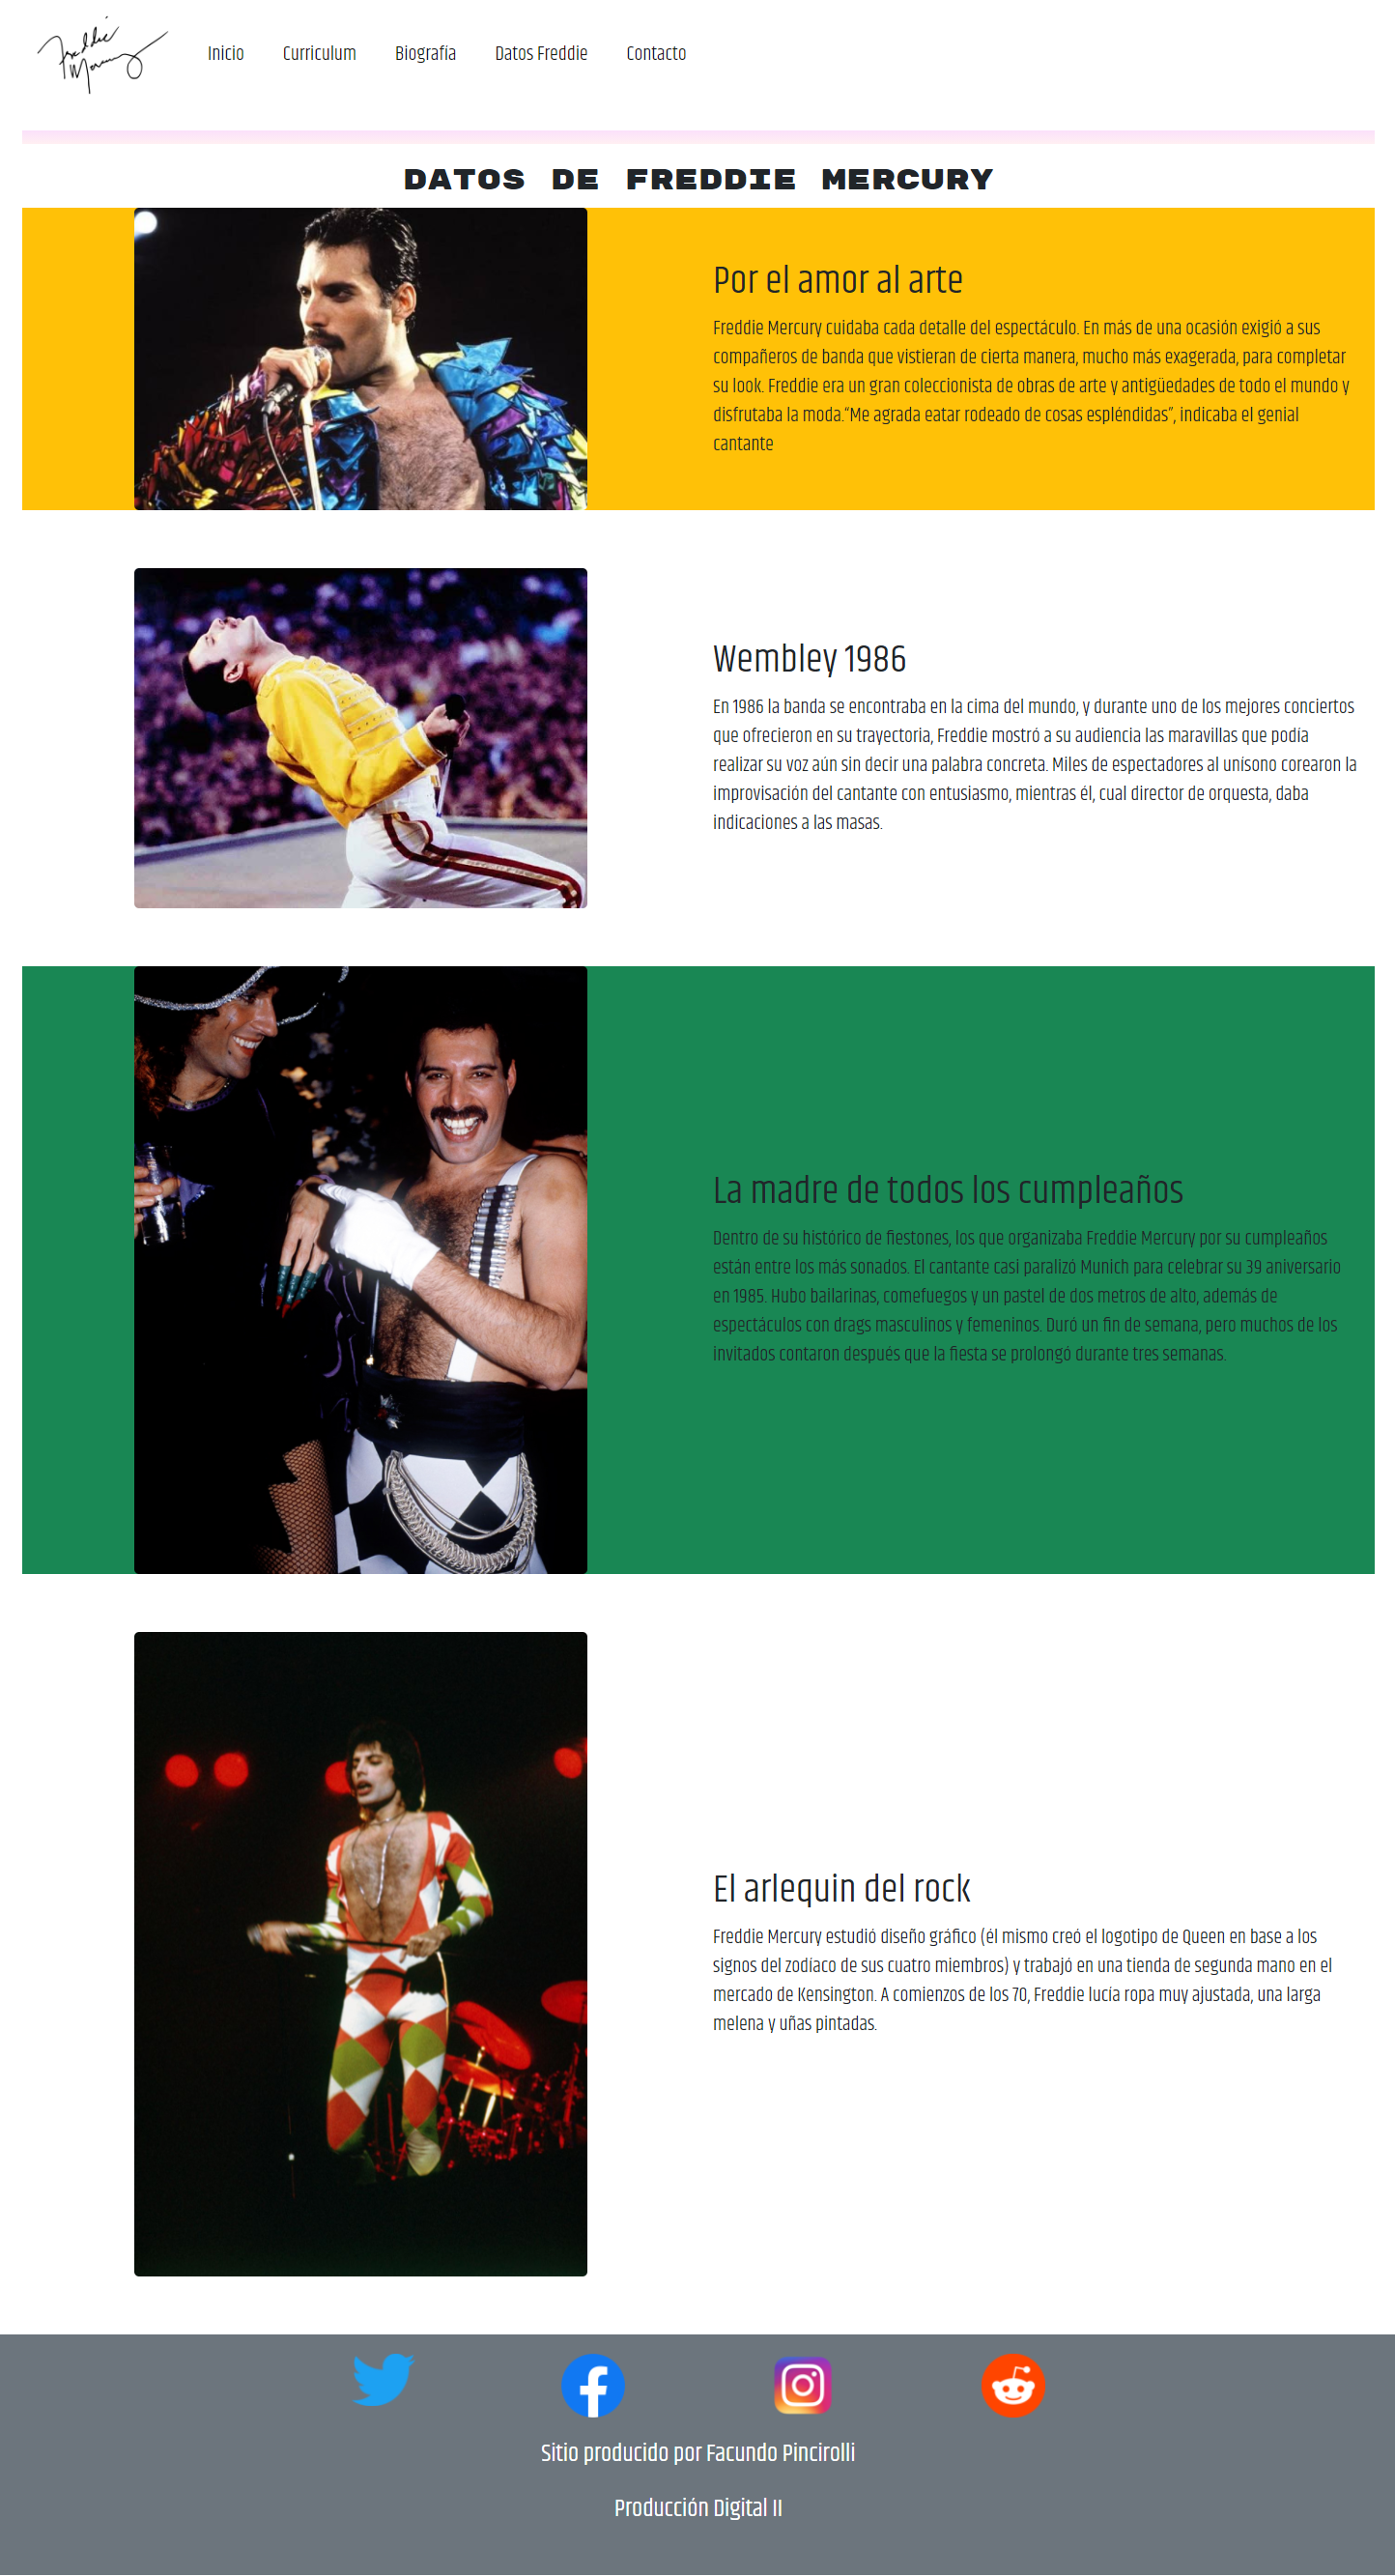 Freddie
Mercury
Inicio Curriculum Biografía Datos Freddie Contacto
DATOS DE FREDDIE MERCURY
Por el amor al arte
Freddie Mercury cuidaba cada detalle del espectáculo. En más de una ocasión exigió a sus
compañeros de banda que vistieran de cierta manera, mucho más exagerada, para completar
su look. Freddie era un gran coleccionista de obras de arte y antigüedades de todo el mundo y
disfrutaba la moda.“Me agrada eatar rodeado de cosas espléndidas”, indicaba el genial
cantante
Wembley 1986
En 1986 la banda se encontraba en la cima del mundo, y durante uno de los mejores conciertos
que ofrecieron en su trayectoria, Freddie mostró a su audiencia las maravillas que podía
realizar su voz aún sin decir una palabra concreta. Miles de espectadores al unísono corearon la
improvisación del cantante con entusiasmo, mientras él, cual director de orquesta, daba
indicaciones a las masas.
La madre de todos los cumpleaños
Dentro de su histórico de fiestones, los que organizaba Freddie Mercury por su cumpleaños
están entre los más sonados. El cantante casi paralizó Munich para celebrar su 39 aniversario
en 1985. Hubo bailarinas, comefuegos y un pastel de dos metros de alto, además de
espectáculos con drags masculinos y femeninos. Duró un fin de semana, pero muchos de los
invitados contaron después que la fiesta se prolongó durante tres semanas.
El arlequin del rock
Freddie Mercury estudió diseño gráfico (él mismo creó el logotipo de Queen en base a los
signos del zodíaco de sus cuatro miembros) y trabajó en una tienda de segunda mano en el
mercado de Kensington. A comienzos de los 70, Freddie lucía ropa muy ajustada, una larga
melena y uñas pintadas.
Sitio producido por Facundo Pincirolli
Producción Digital II